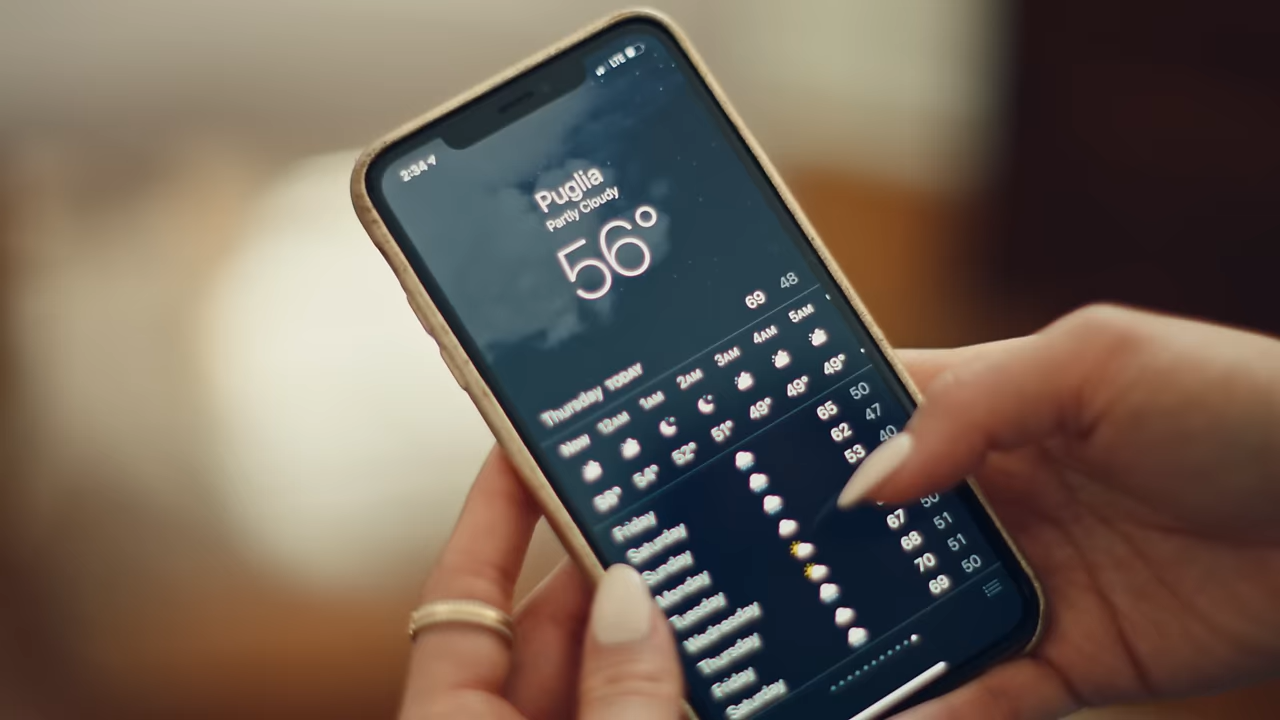 2:34 LTE
Puglia
Partly Cloudy
56°
Thursday TODAY 69 48
Now 12AM 1AM 2AM 3AM 4AM 5AM
56° 54° 52° 51° 49° 49° 49°
Friday 65 50
Saturday 62 47
Sunday 53 40
Monday
Tuesday 67 50
Wednesday 68 51
Thursday 70 51
Friday 69 50
Saturday